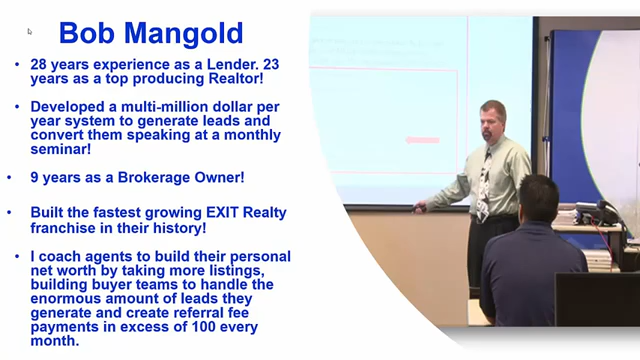 Bob Mangold
• 28 years experience as a Lender. 23
years as a top producing Realtor!
• Developed a multi-million dollar per
year system to generate leads and
convert them speaking at a monthly
seminar!
• 9 years as a Brokerage Owner!
• Built the fastest growing EXIT Realty
franchise in their history!
• I coach agents to build their personal
net worth by taking more listings,
building buyer teams to handle the
enormous amount of leads they
generate and create referral fee
payments in excess of 100 every
month.